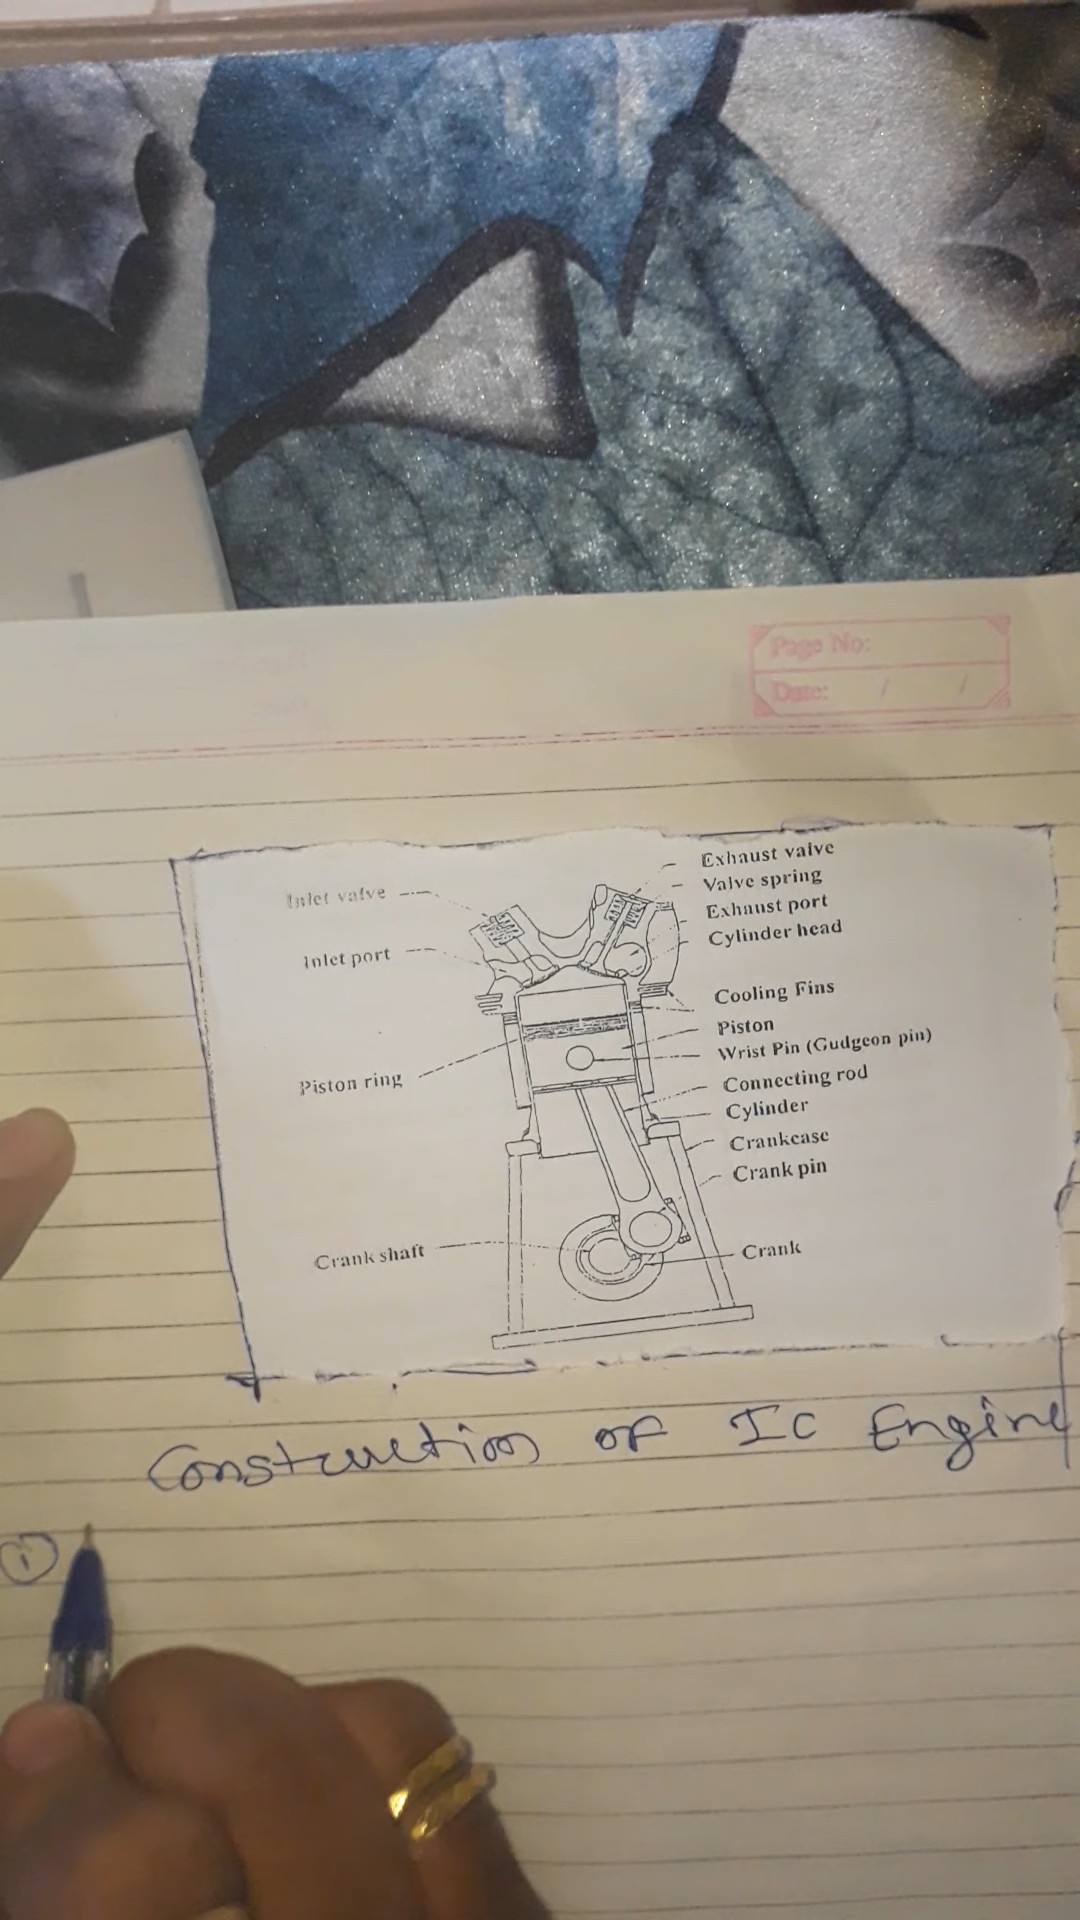 Page No:
Date: / /
Exhaust valve
Inlet valve
Valve spring
Exhaust port
Cylinder head
Inlet port
Cooling Fins
Piston
Wrist Pin (Gudgeon pin)
Piston ring
Connecting rod
Cylinder
Crankcase
Crank pin
Crank shaft
Crank
Construction of IC Engine
i